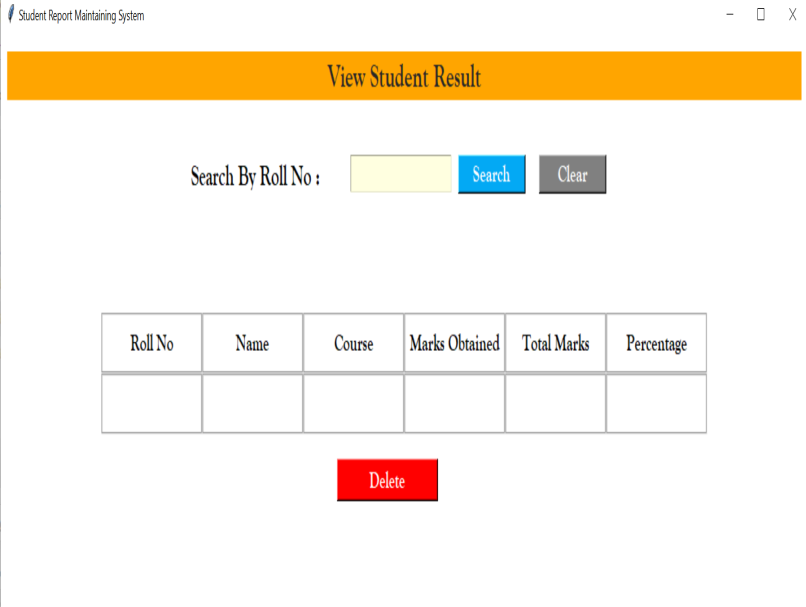 Student Report Maintaining System
View Student Result
Search By Roll No : Search Clear
Roll No Name Course Marks Obtained Total Marks Percentage
Delete